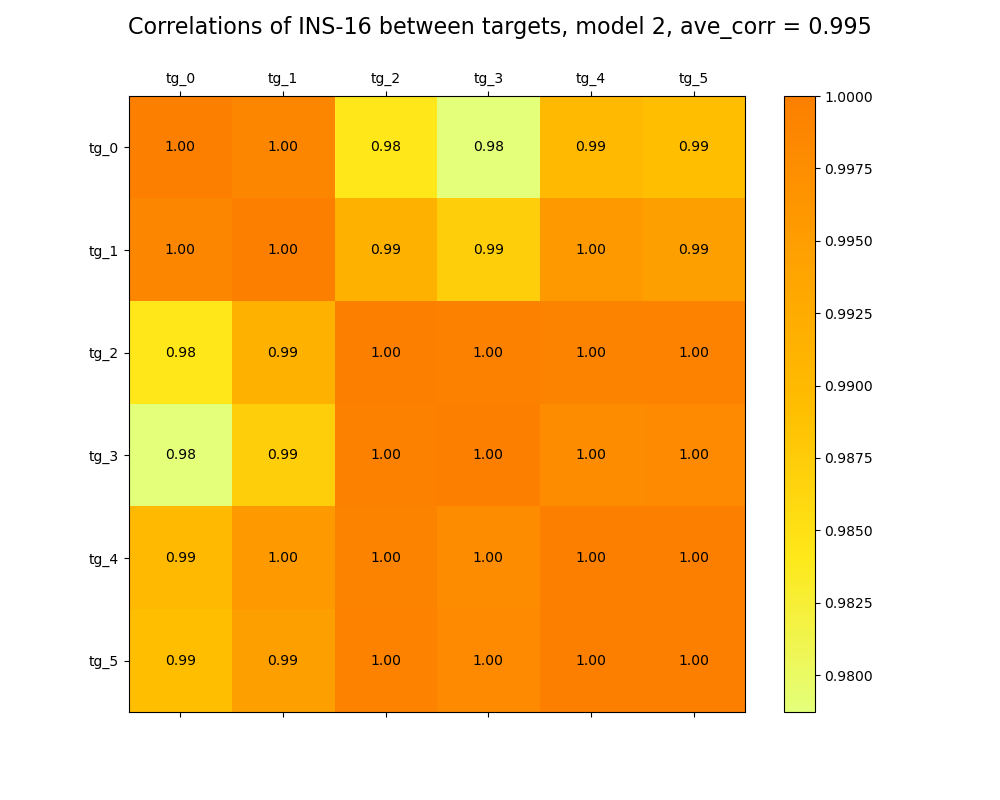 Correlations of INS-16 between targets, model 2, ave_corr = 0.995
tg_0 tg_1 tg_2 tg_3 tg_4 tg_5
tg_0 1.00 1.00 0.98 0.98 0.99 0.99
tg_1 1.00 1.00 0.99 0.99 1.00 0.99
tg_2 0.98 0.99 1.00 1.00 1.00 1.00
tg_3 0.98 0.99 1.00 1.00 1.00 1.00
tg_4 0.99 1.00 1.00 1.00 1.00 1.00
tg_5 0.99 0.99 1.00 1.00 1.00 1.00
1.0000
0.9975
0.9950
0.9925
0.9900
0.9875
0.9850
0.9825
0.9800